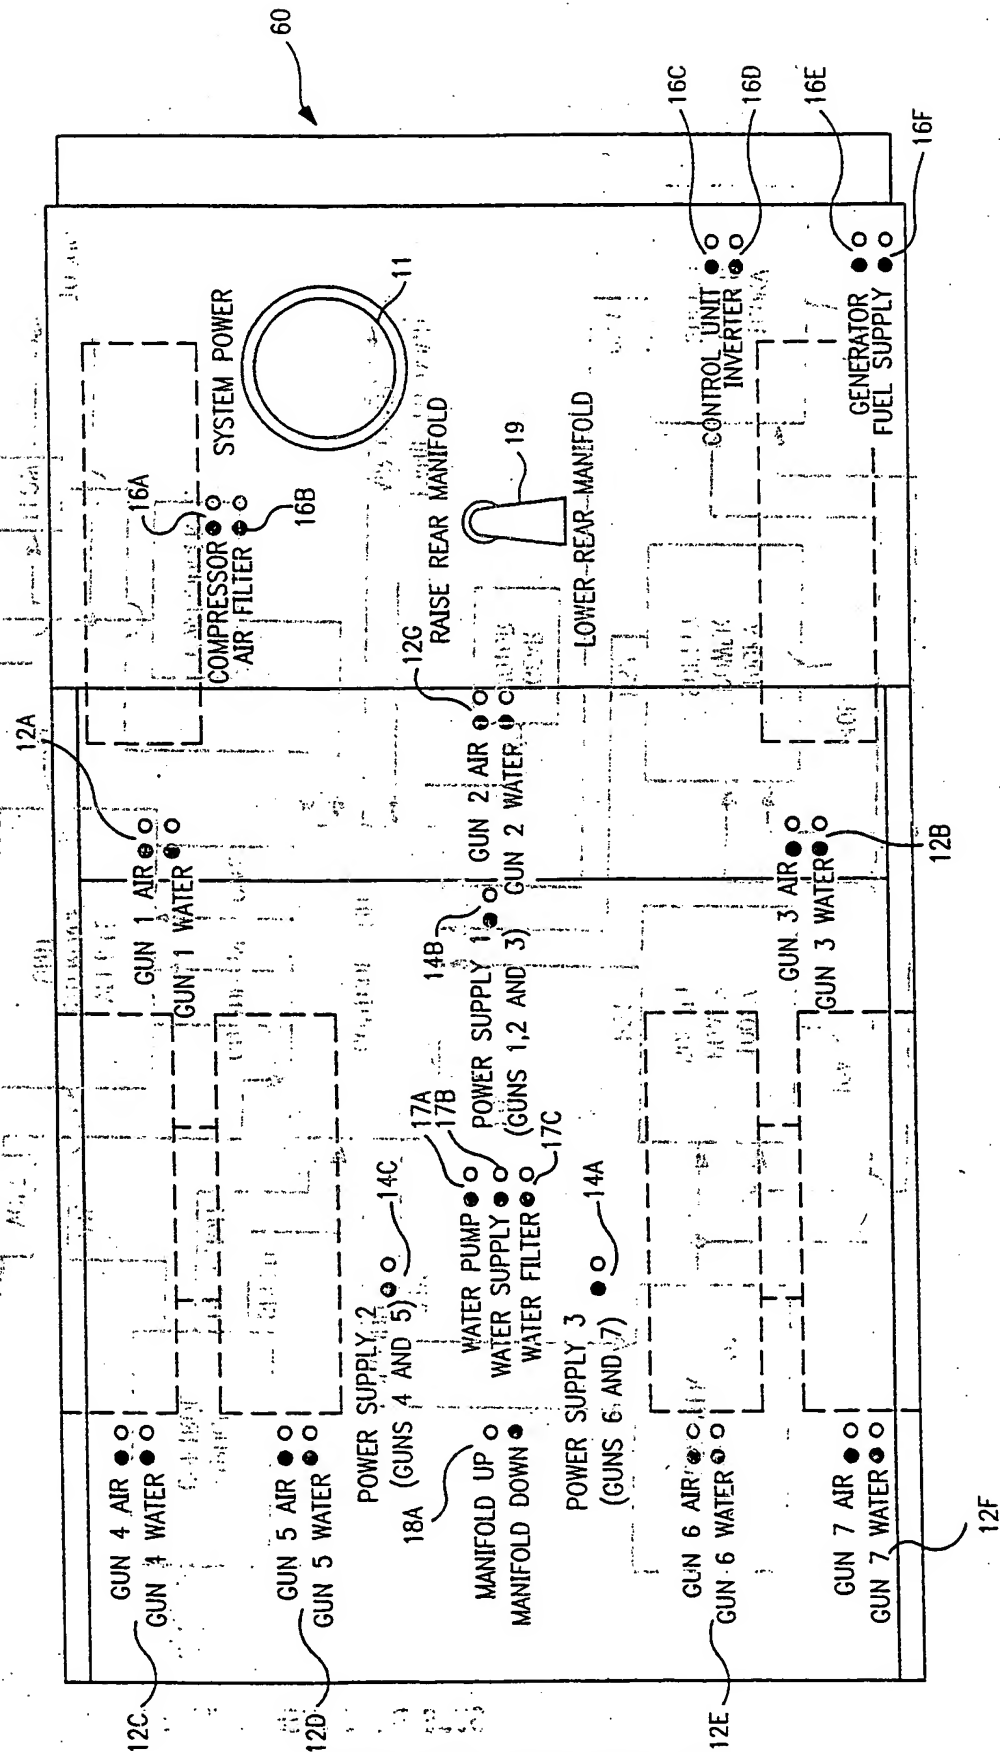 60
16C
16D
16E
16F
SYSTEM POWER
11
CONTROL UNIT
INVERTER
GENERATOR
FUEL SUPPLY
16A
16B
COMPRESSOR
AIR FILTER
RAISE REAR MANIFOLD
19
LOWER REAR MANIFOLD
12A
GUN 1 AIR
GUN 1 WATER
12G
GUN 2 AIR
GUN 2 WATER
12B
GUN 3 AIR
GUN 3 WATER
14B
POWER SUPPLY 1
(GUNS 1,2 AND 3)
17A
17B
17C
WATER PUMP
WATER SUPPLY
WATER FILTER
14C
POWER SUPPLY 2
(GUNS 4 AND 5)
14A
POWER SUPPLY 3
(GUNS 6 AND 7)
18A
MANIFOLD UP
MANIFOLD DOWN
GUN 4 AIR
GUN 4 WATER
12C
GUN 5 AIR
GUN 5 WATER
12D
GUN 6 AIR
GUN 6 WATER
12E
GUN 7 AIR
GUN 7 WATER
12F